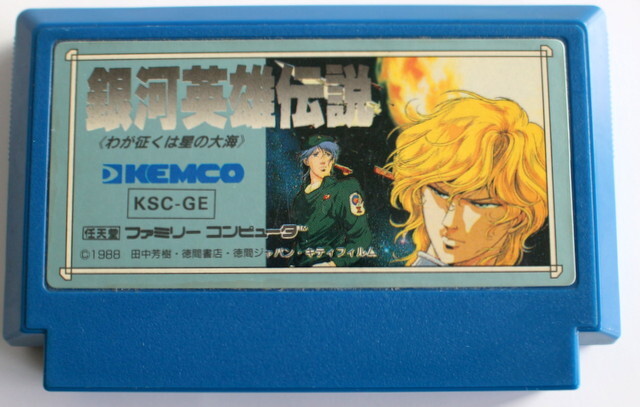 銀河英雄伝説
《わが征くは星の大海》
KEMCO
KSC-GE
任天堂 ファミリー コンピュータ™
©1988 田中芳樹・徳間書店・徳間ジャパン・キティフィルム